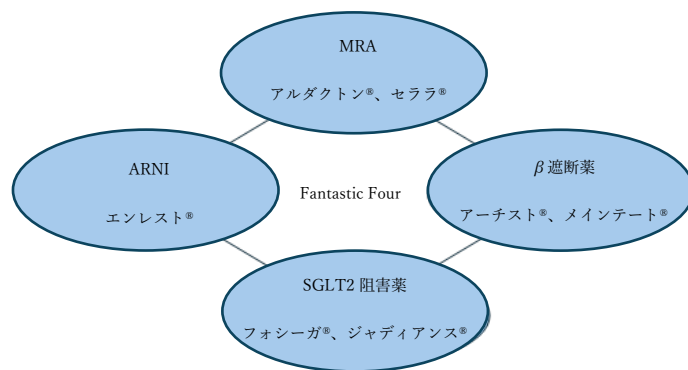 MRA
アルダクトン®、セララ®
ARNI
エンレスト®
Fantastic Four
β遮断薬
アーチスト®、メインテート®
SGLT2 阻害薬
フォシーガ®、ジャディアンス®